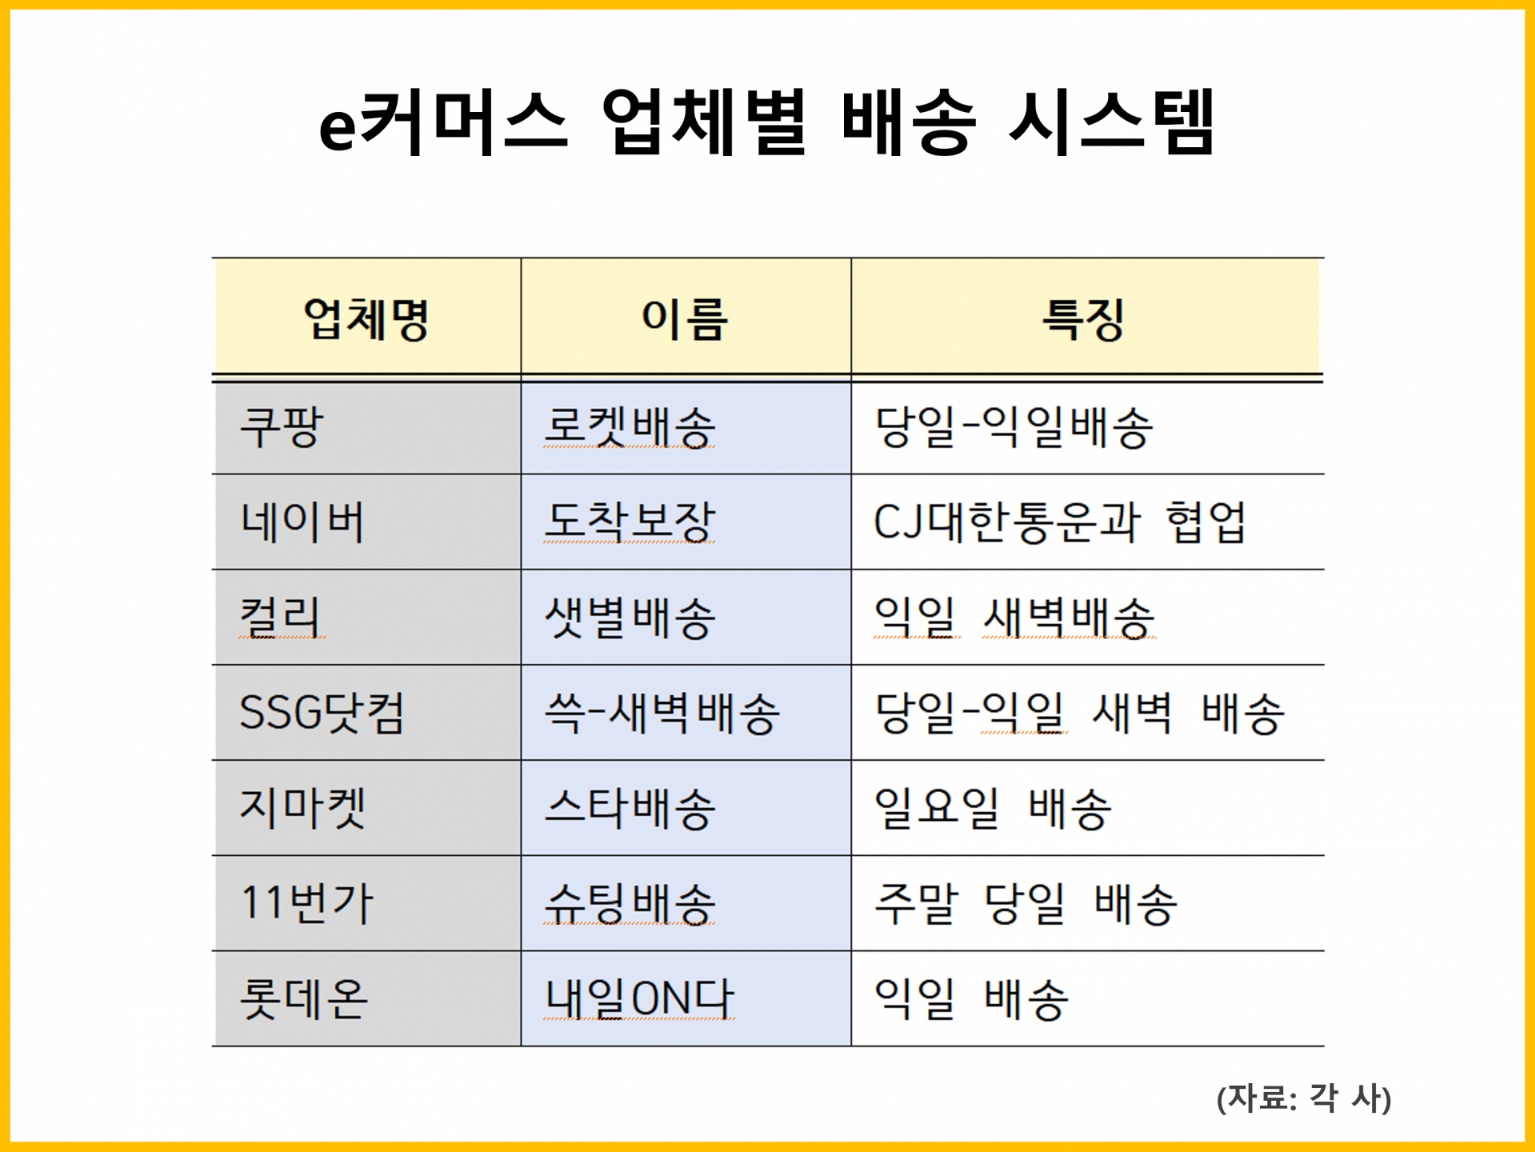 e커머스 업체별 배송 시스템
업체명 이름 특징
쿠팡 로켓배송 당일-익일배송
네이버 도착보장 CJ대한통운과 협업
컬리 샛별배송 익일 새벽배송
SSG닷컴 쓱-새벽배송 당일-익일 새벽 배송
지마켓 스타배송 일요일 배송
11번가 슈팅배송 주말 당일 배송
롯데온 내일ON다 익일 배송
(자료: 각 사)